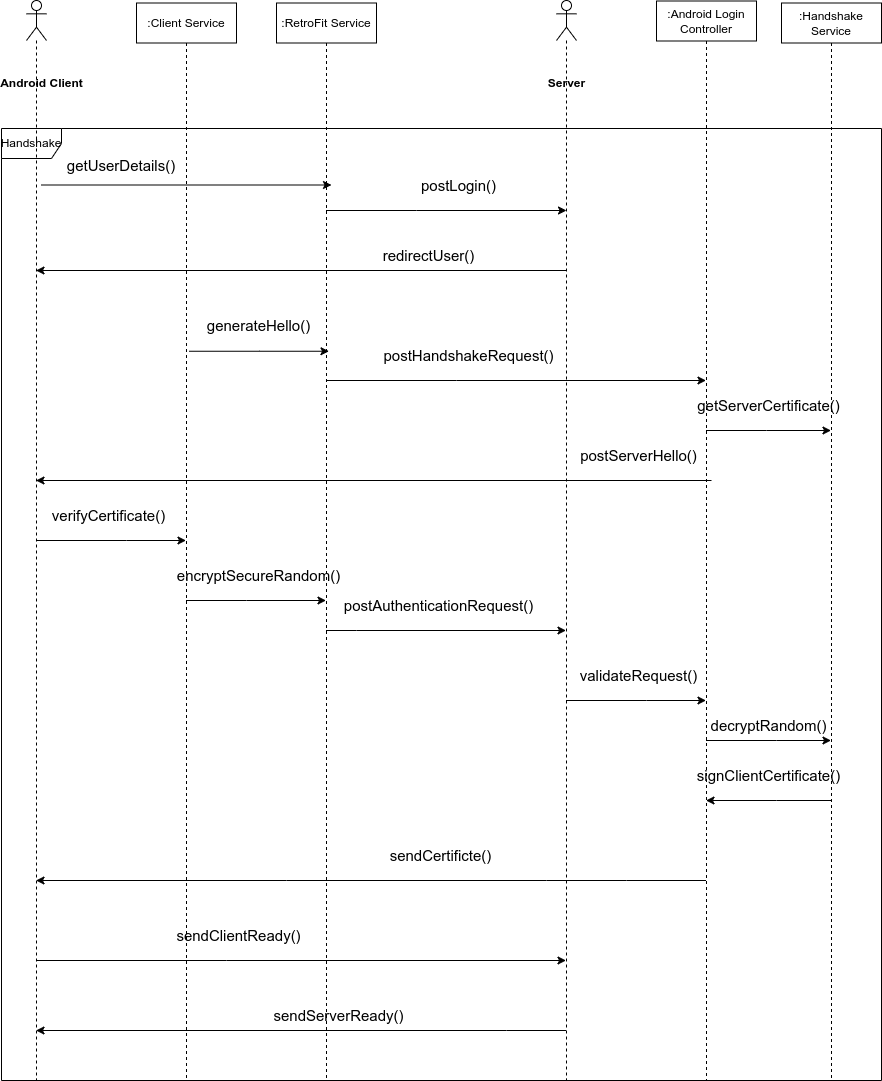 :Client Service
:RetroFit Service
:Android Login
Controller
:Handshake
Service
Android Client
Server
Handshake
getUserDetails()
postLogin()
redirectUser()
generateHello()
postHandshakeRequest()
getServerCertificate()
postServerHello()
verifyCertificate()
encryptSecureRandom()
postAuthenticationRequest()
validateRequest()
decryptRandom()
signClientCertificate()
sendCertificte()
sendClientReady()
sendServerReady()